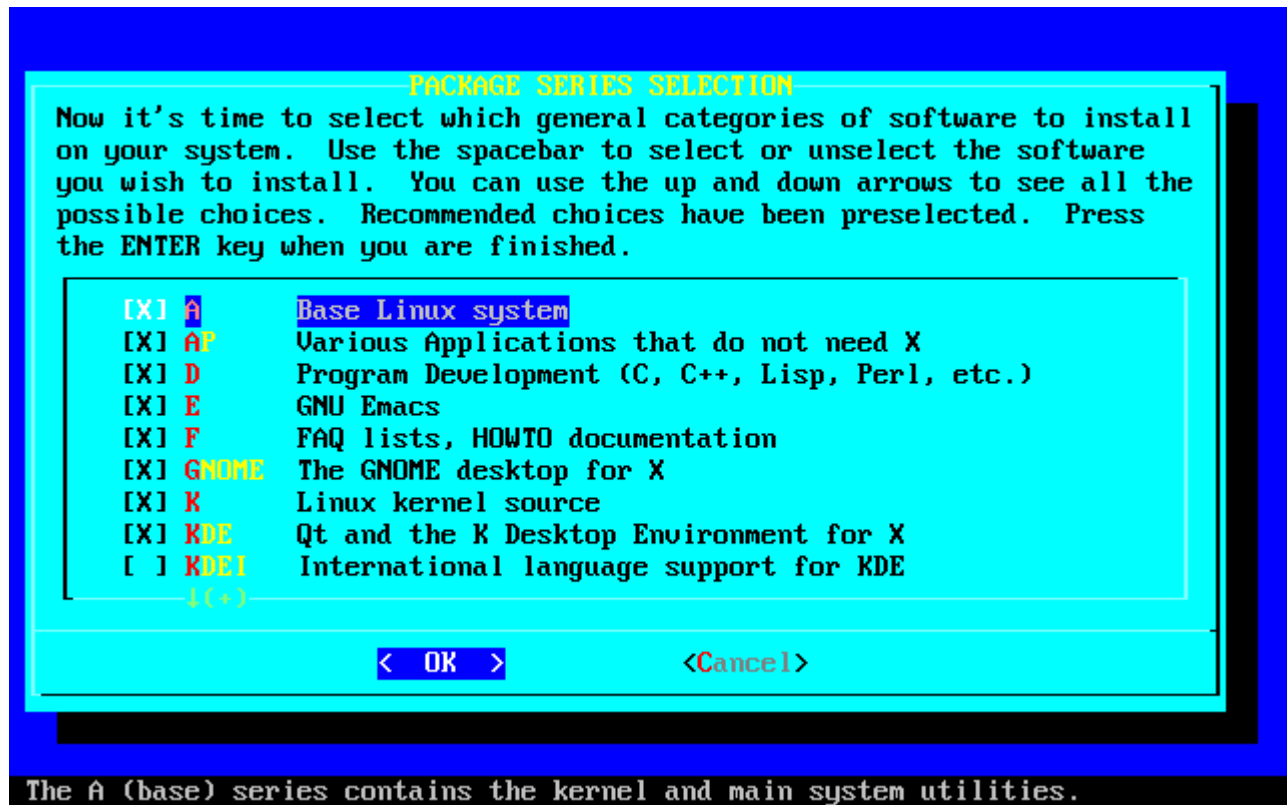 PACKAGE SERIES SELECTION
Now it's time to select which general categories of software to install
on your system.  Use the spacebar to select or unselect the software
you wish to install.  You can use the up and down arrows to see all the
possible choices.  Recommended choices have been preselected.  Press
the ENTER key when you are finished.
[X] A Base Linux system
[X] AP Various Applications that do not need X
[X] D Program Development (C, C++, Lisp, Perl, etc.)
[X] E GNU Emacs
[X] F FAQ lists, HOWTO documentation
[X] GNOME The GNOME desktop for X
[X] K Linux kernel source
[X] KDE Qt and the K Desktop Environment for X
[ ] KDEI International language support for KDE
↓(+)
< OK > <Cancel>
The A (base) series contains the kernel and main system utilities.